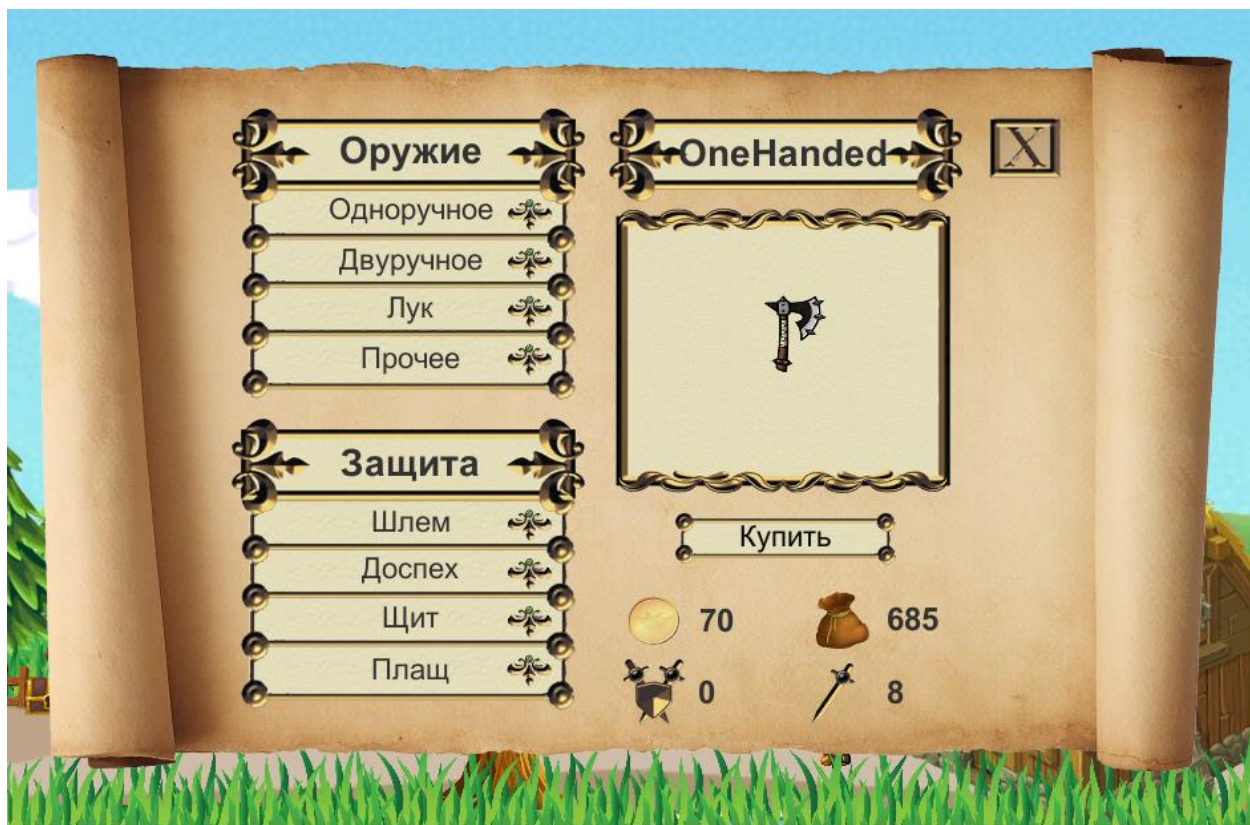 Оружие
Одноручное
Двуручное
Лук
Прочее
Защита
Шлем
Доспех
Щит
Плащ
OneHanded
X
Купить
70
685
0
8